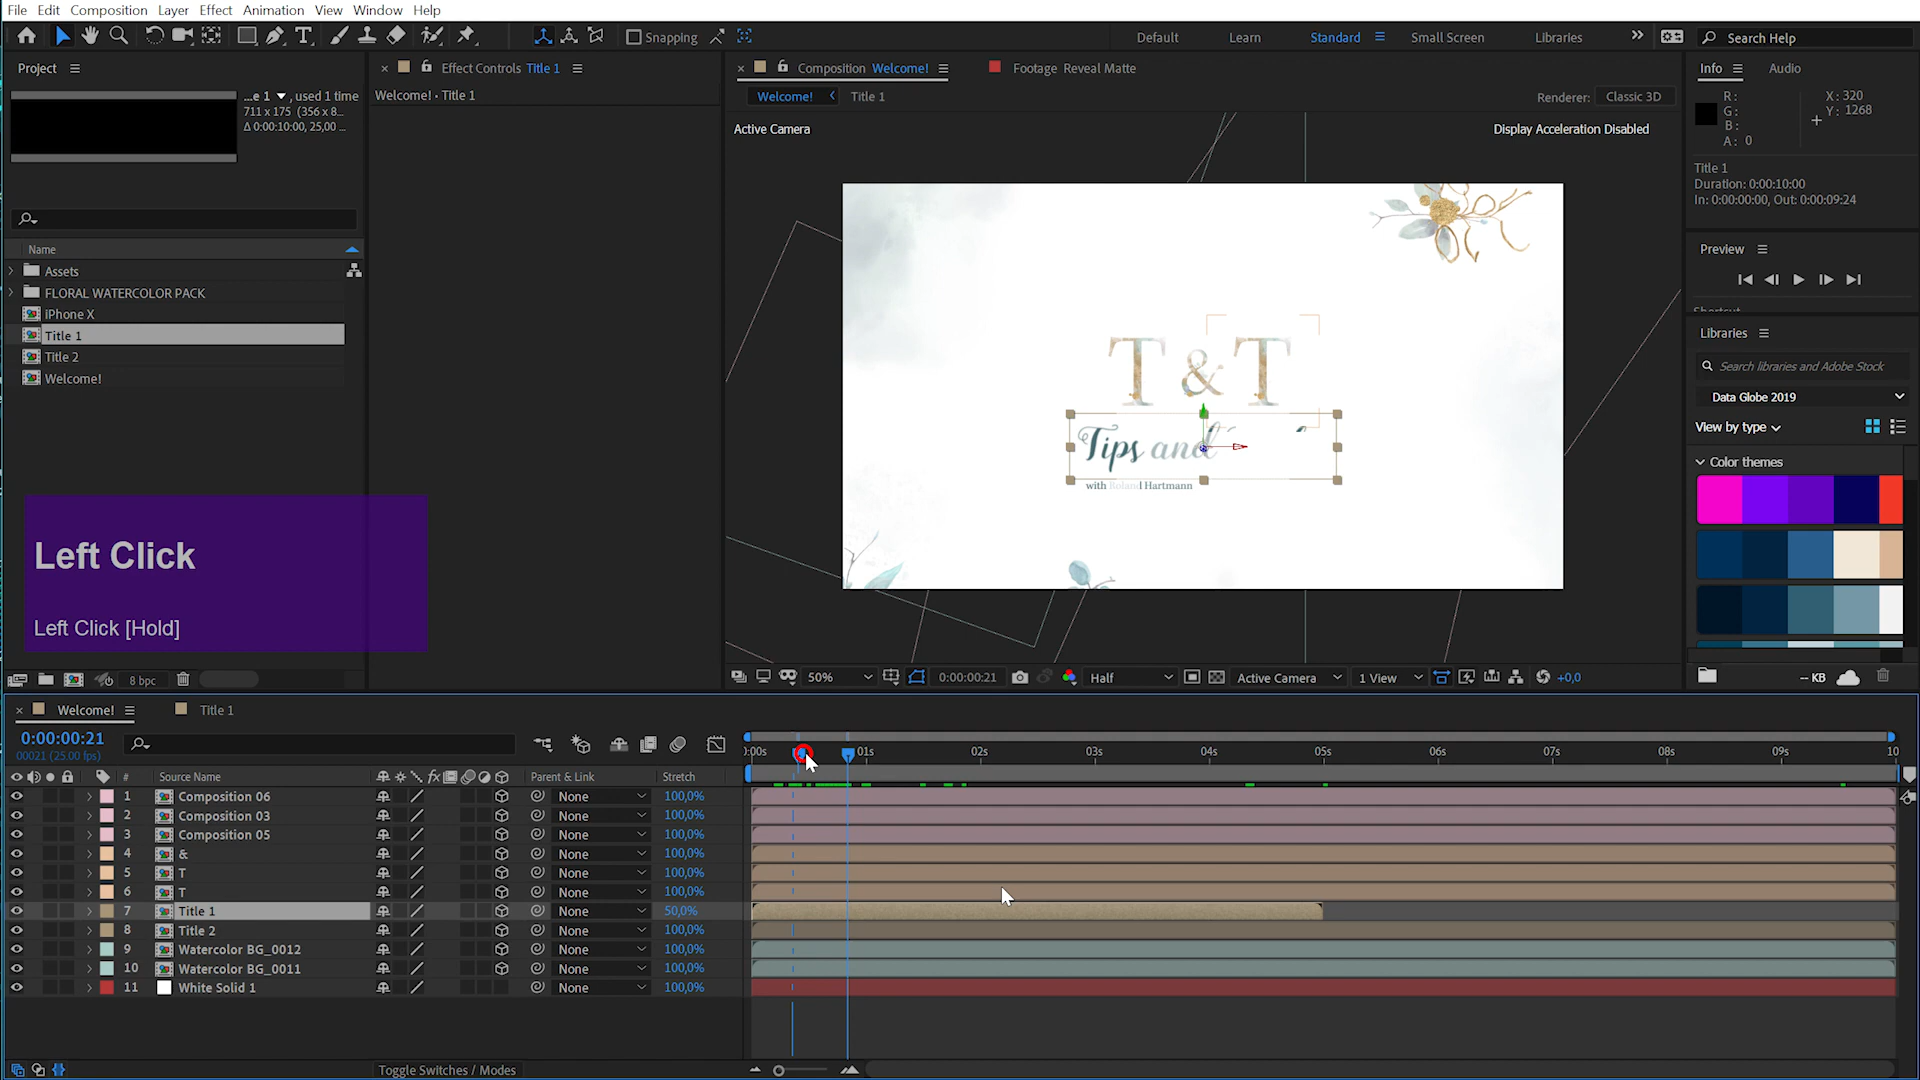 File Edit Composition Layer Effect Animation View Window Help
Snapping
Default Learn Standard Small Screen Libraries
Search Help
Project
...e 1 , used 1 time
711 x 175 (356 x 8...
Δ 0:00:10:00, 25,00 ...
Name
Assets
FLORAL WATERCOLOR PACK
iPhone X
Title 1
Title 2
Welcome!
Effect Controls Title 1
Welcome! • Title 1
Composition Welcome!
Footage Reveal Matte
Welcome! Title 1
Renderer: Classic 3D
Active Camera
Display Acceleration Disabled
T & T
Tips and
with Roland Hartmann
Left Click
Left Click [Hold]
8 bpc
50% 0:00:00:21 Half Active Camera 1 View +0,0
Info Audio
R:
G:
B:
A: 0
X: 320
Y: 1268
Title 1
Duration: 0:00:10:00
In: 0:00:00:00, Out: 0:00:09:24
Preview
Shortcut
Libraries
Search libraries and Adobe Stock
Data Globe 2019
View by type
Color themes
-- KB
Welcome! Title 1
0:00:00:21
00021 (25.00 fps)
):00s 01s 02s 03s 04s 05s 06s 07s 08s 09s 10
# Source Name fx Parent & Link Stretch
1 Composition 06 None 100,0%
2 Composition 03 None 100,0%
3 Composition 05 None 100,0%
4 & None 100,0%
5 T None 100,0%
6 T None 100,0%
7 Title 1 None 50,0%
8 Title 2 None 100,0%
9 Watercolor BG_0012 None 100,0%
10 Watercolor BG_0011 None 100,0%
11 White Solid 1 None 100,0%
Toggle Switches / Modes